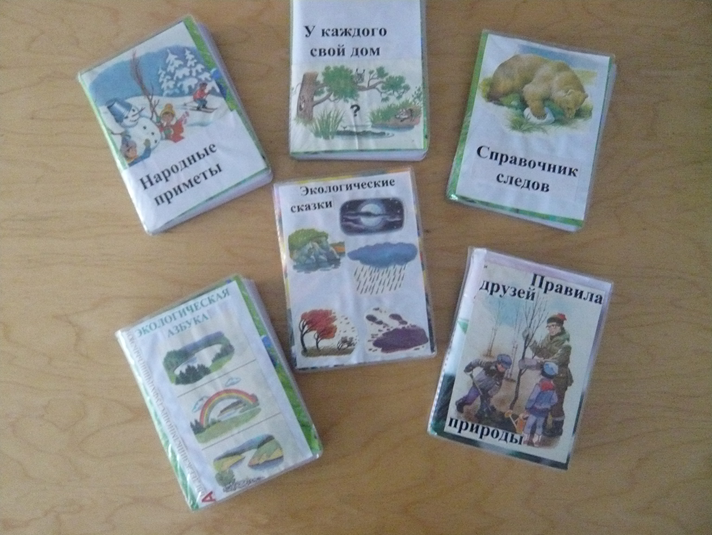 Народные
приметы
У каждого
свой дом
?
Справочник
следов
Экологические
сказки
ЭКОЛОГИЧЕСКАЯ
АЗБУКА
А
Правила
друзей
природы